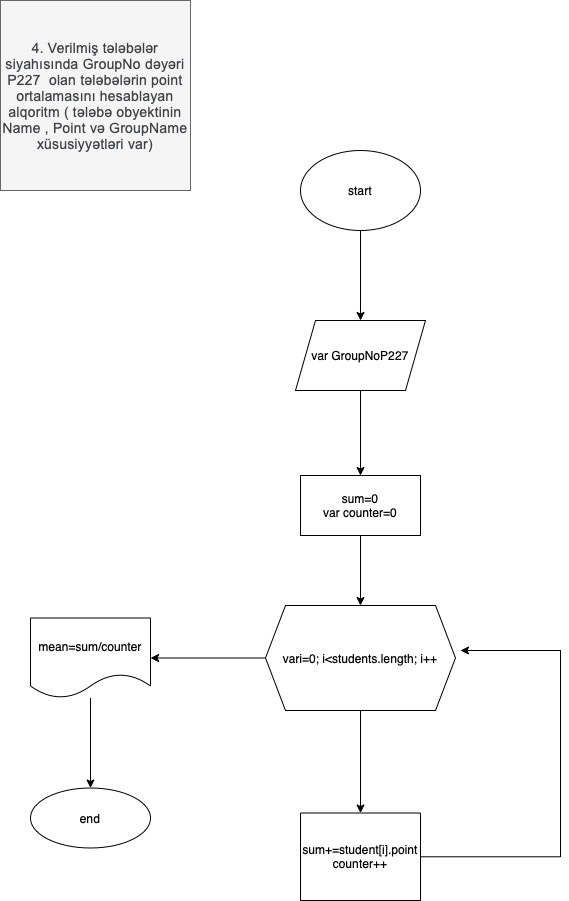 4. Verilmiş tələbələr
siyahısında GroupNo dəyəri
P227 olan tələbələrin point
ortalamasını hesablayan
alqoritm ( tələbə obyektinin
Name , Point və GroupName
xüsusiyyətləri var)
start
var GroupNoP227
sum=0
var counter=0
vari=0; i<students.length; i++
mean=sum/counter
end
sum+=student[i].point
counter++